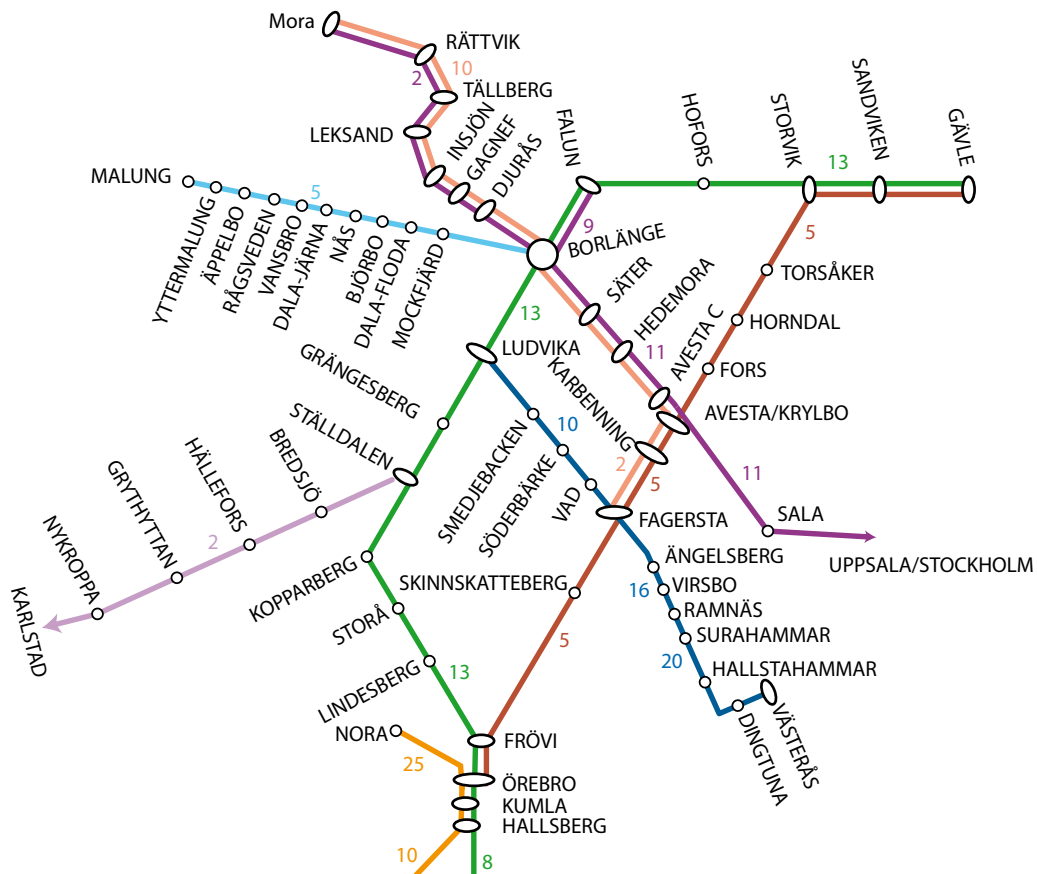 Mora
RÄTTVIK
2
10
TÄLLBERG
LEKSAND
INSJÖN
GAGNEF
DJURÅS
FALUN
HOFORS
STORVIK
SANDVIKEN
GÄVLE
13
MALUNG
YTTERMALUNG
ÄPPELBO
RÅGSVEDEN
VANSBRO
5
DALA-JÄRNA
NÅS
BJÖRBO
DALA-FLODA
MOCKFJÄRD
9
BORLÄNGE
5
TORSÅKER
SÄTER
HEDEMORA
AVESTA C
HORNDAL
13
11
LUDVIKA
FORS
GRÄNGESBERG
KARBENNING
AVESTA/KRYLBO
STÄLLDALEN
SMEDJEBACKEN
10
SÖDERBÄRKE
VAD
2
5
11
BREDSJÖ
HÄLLEFORS
GRYTHYTTAN
NYKROPPA
KARLSTAD
2
FAGERSTA
SALA
UPPSALA/STOCKHOLM
KOPPARBERG
SKINNSKATTEBERG
ÄNGELSBERG
16
VIRSBO
RAMNÄS
STORÅ
SURAHAMMAR
5
20
HALLSTAHAMMAR
LINDESBERG
13
DINGTUNA
VÄSTERÅS
NORA
FRÖVI
25
ÖREBRO
KUMLA
HALLSBERG
10
8